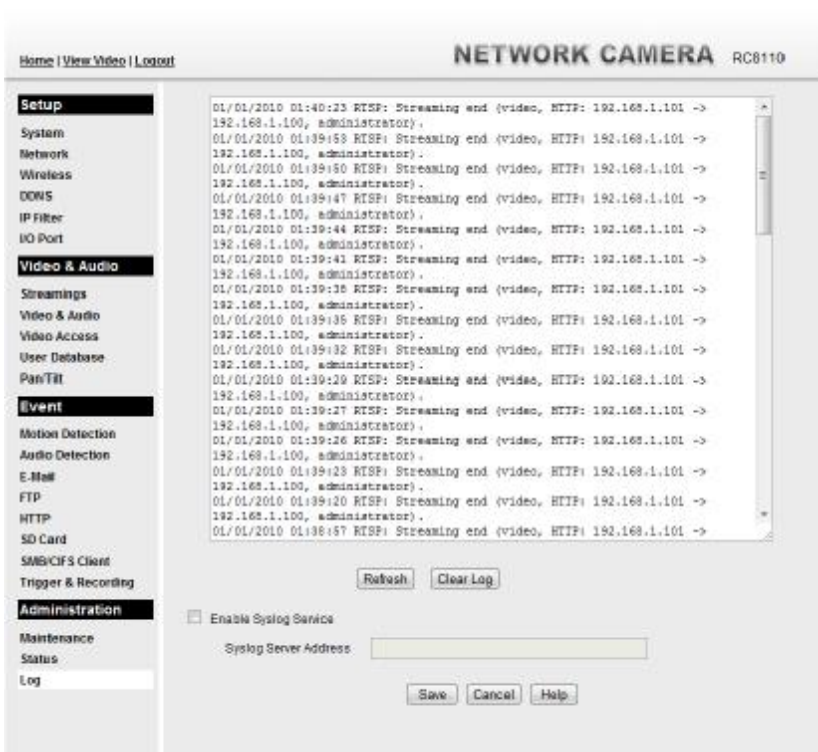 Home | View Video | Logout
NETWORK CAMERA RC8110
Setup
System
Network
Wireless
DDNS
IP Filter
I/O Port
Video & Audio
Streamings
Video & Audio
Video Access
User Database
Pan/Tilt
Event
Motion Detection
Audio Detection
E-Mail
FTP
HTTP
SD Card
SMB/CIFS Client
Trigger & Recording
Administration
Maintenance
Status
Log
01/01/2010 01:40:23 RTSP: Streaming end (video, HTTP: 192.168.1.101 ->
192.168.1.100, administrator).
01/01/2010 01:39:53 RTSP: Streaming end (video, HTTP: 192.168.1.101 ->
192.168.1.100, administrator).
01/01/2010 01:39:50 RTSP: Streaming end (video, HTTP: 192.168.1.101 ->
192.168.1.100, administrator).
01/01/2010 01:39:47 RTSP: Streaming end (video, HTTP: 192.168.1.101 ->
192.168.1.100, administrator).
01/01/2010 01:39:44 RTSP: Streaming end (video, HTTP: 192.168.1.101 ->
192.168.1.100, administrator).
01/01/2010 01:39:41 RTSP: Streaming end (video, HTTP: 192.168.1.101 ->
192.168.1.100, administrator).
01/01/2010 01:39:38 RTSP: Streaming end (video, HTTP: 192.168.1.101 ->
192.168.1.100, administrator).
01/01/2010 01:39:35 RTSP: Streaming end (video, HTTP: 192.168.1.101 ->
192.168.1.100, administrator).
01/01/2010 01:39:32 RTSP: Streaming end (video, HTTP: 192.168.1.101 ->
192.168.1.100, administrator).
01/01/2010 01:39:29 RTSP: Streaming end (video, HTTP: 192.168.1.101 ->
192.168.1.100, administrator).
01/01/2010 01:39:27 RTSP: Streaming end (video, HTTP: 192.168.1.101 ->
192.168.1.100, administrator).
01/01/2010 01:39:26 RTSP: Streaming end (video, HTTP: 192.168.1.101 ->
192.168.1.100, administrator).
01/01/2010 01:39:23 RTSP: Streaming end (video, HTTP: 192.168.1.101 ->
192.168.1.100, administrator).
01/01/2010 01:39:20 RTSP: Streaming end (video, HTTP: 192.168.1.101 ->
192.168.1.100, administrator).
01/01/2010 01:38:57 RTSP: Streaming end (video, HTTP: 192.168.1.101 ->
Refresh Clear Log
Enable Syslog Service
Syslog Server Address
Save Cancel Help